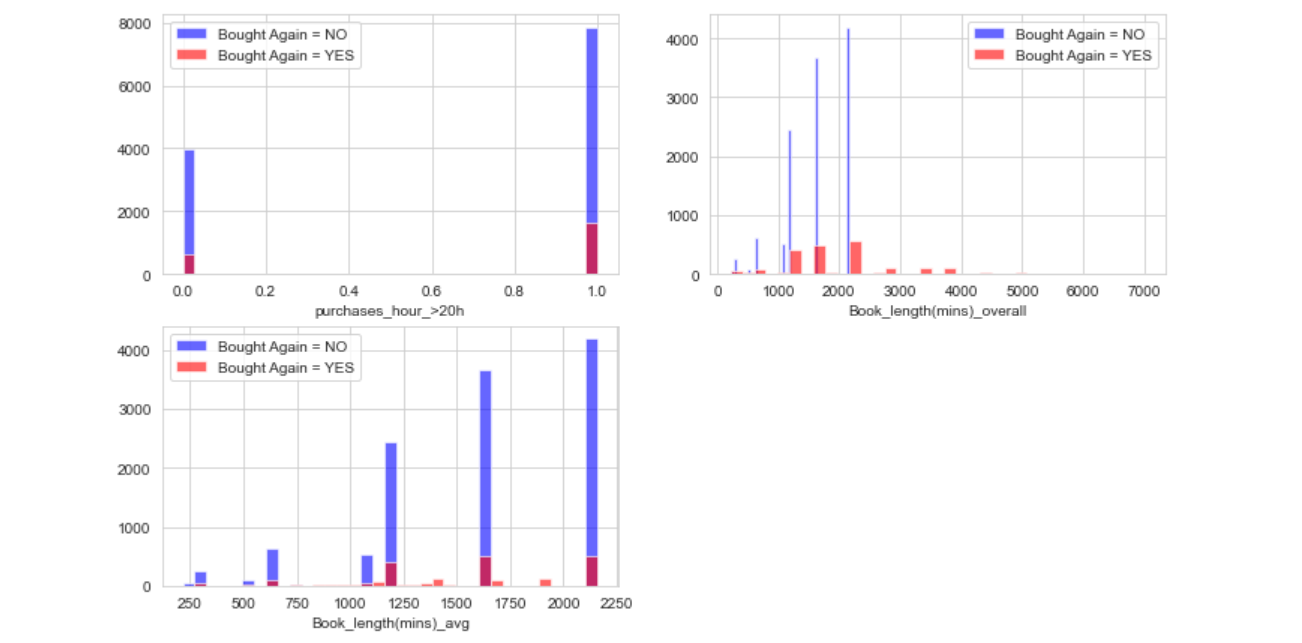 8000
6000
4000
2000
0
Bought Again = NO
Bought Again = YES
0.0 0.2 0.4 0.6 0.8 1.0
purchases_hour_>20h
4000
3000
2000
1000
0
Bought Again = NO
Bought Again = YES
0 1000 2000 3000 4000 5000 6000 7000
Book_length(mins)_overall
4000
3000
2000
1000
0
Bought Again = NO
Bought Again = YES
250 500 750 1000 1250 1500 1750 2000 2250
Book_length(mins)_avg